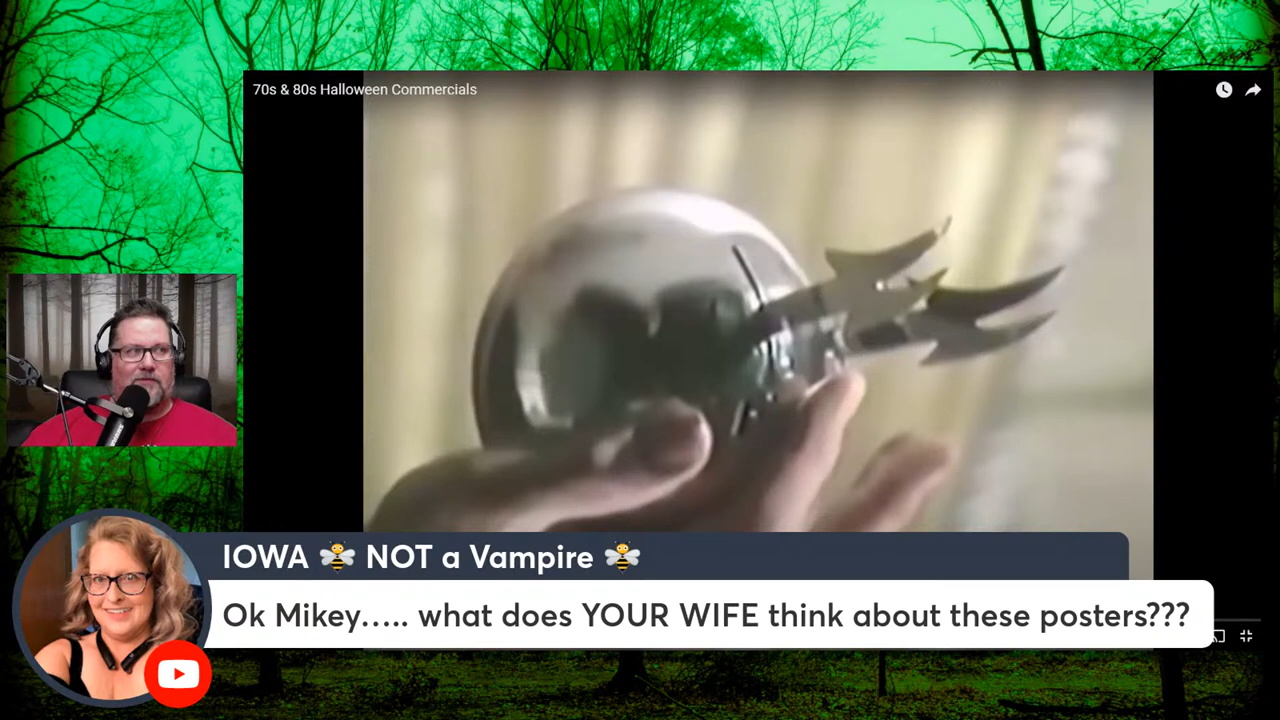 70s & 80s Halloween Commercials
IOWA 🐝 NOT a Vampire 🐝
Ok Mikey..... what does YOUR WIFE think about these posters???